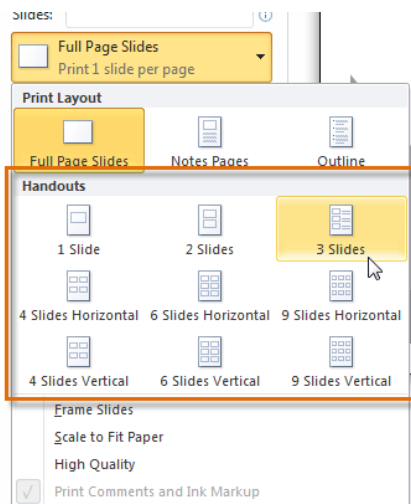 Slides:
Full Page Slides
Print 1 slide per page
Print Layout
Full Page Slides Notes Pages Outline
Handouts
1 Slide 2 Slides 3 Slides
4 Slides Horizontal 6 Slides Horizontal 9 Slides Horizontal
4 Slides Vertical 6 Slides Vertical 9 Slides Vertical
Frame Slides
Scale to Fit Paper
High Quality
Print Comments and Ink Markup